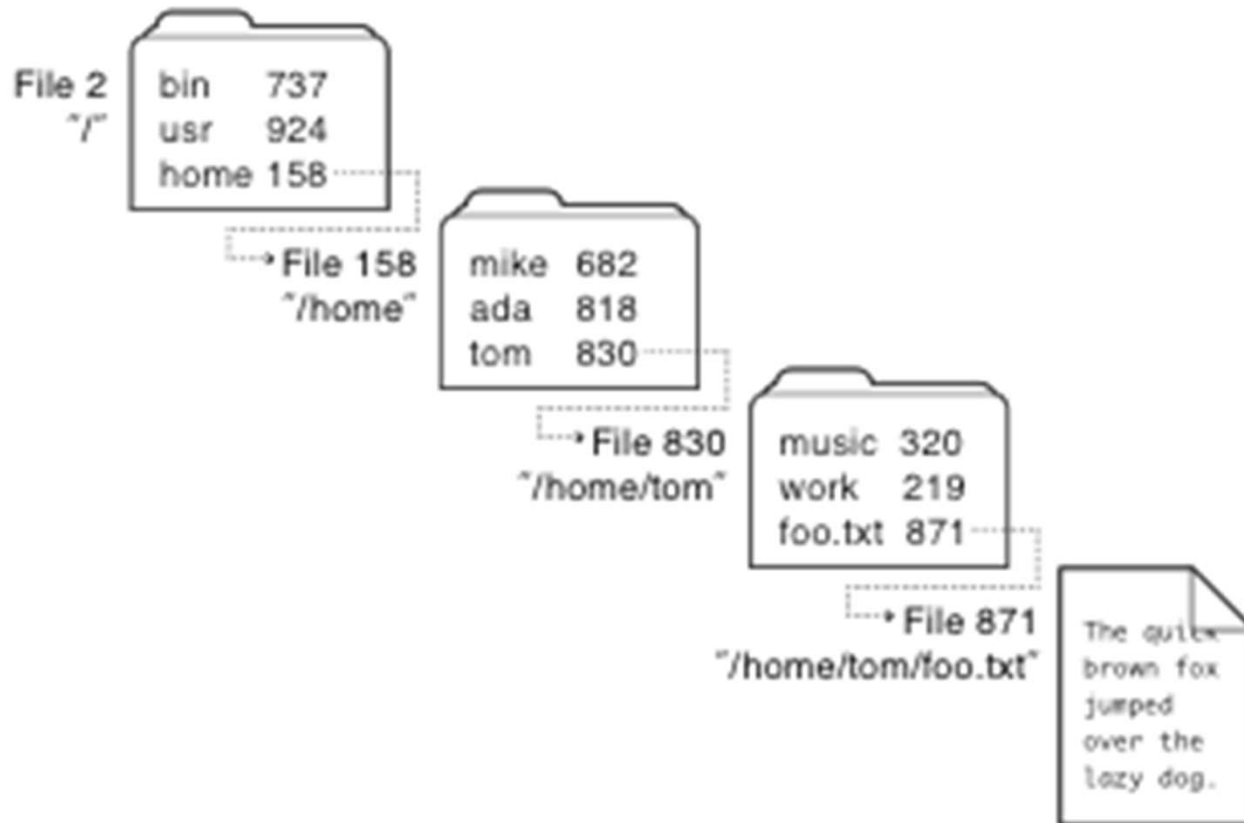 File 2
"/"
bin 737
usr 924
home 158
File 158
"/home"
mike 682
ada 818
tom 830
File 830
"/home/tom"
music 320
work 219
foo.txt 871
File 871
"/home/tom/foo.txt"
The quick
brown fox
jumped
over the
lazy dog.